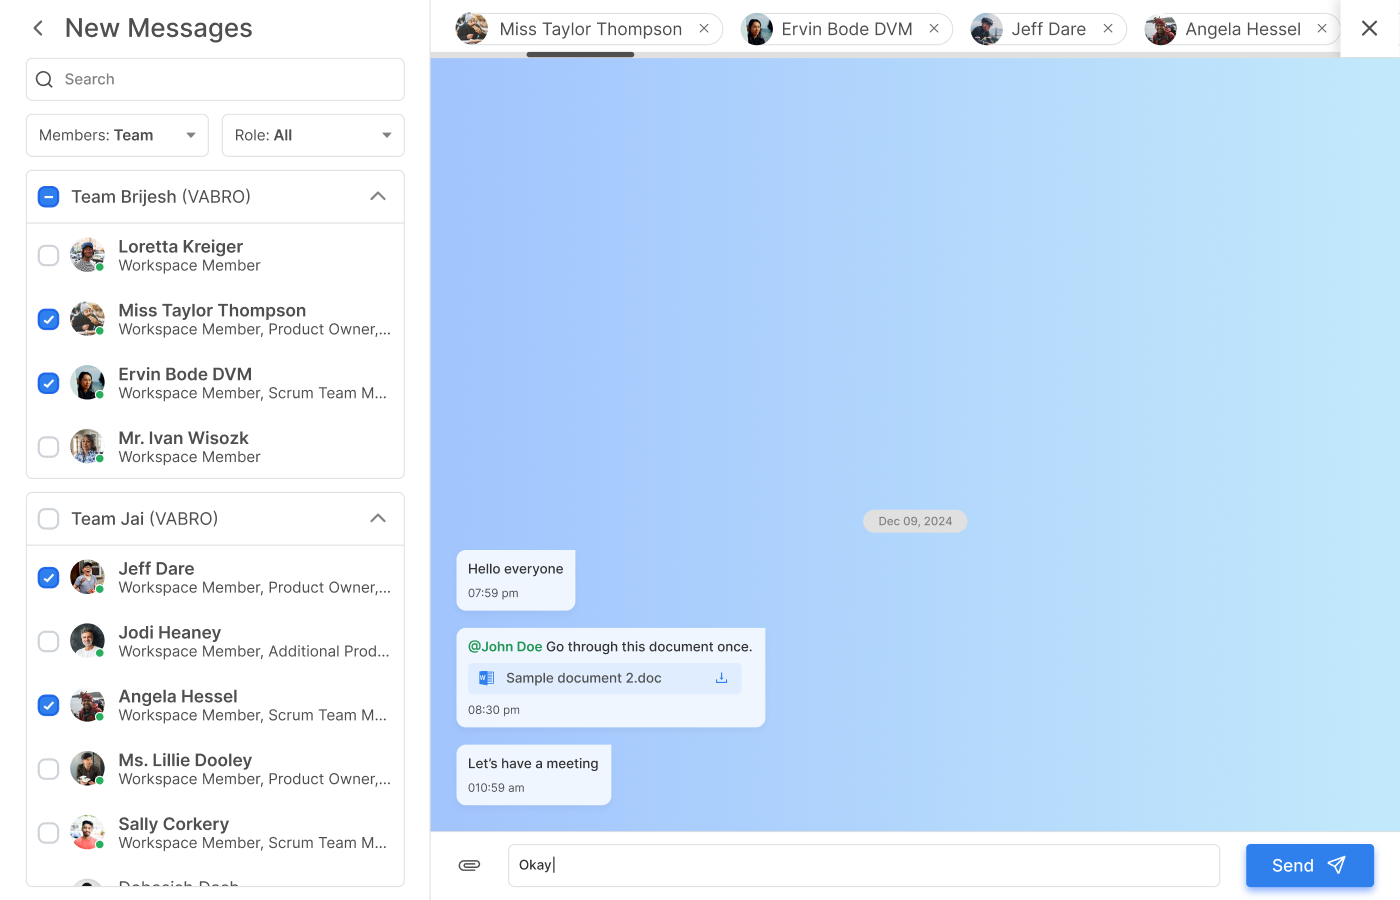 New Messages
Search
Members: Team
Role: All
Team Brijesh (VABRO)
Loretta Kreiger
Workspace Member
Miss Taylor Thompson
Workspace Member, Product Owner,...
Ervin Bode DVM
Workspace Member, Scrum Team M...
Mr. Ivan Wisozk
Workspace Member
Team Jai (VABRO)
Jeff Dare
Workspace Member, Product Owner,...
Jodi Heaney
Workspace Member, Additional Prod...
Angela Hessel
Workspace Member, Scrum Team M...
Ms. Lillie Dooley
Workspace Member, Product Owner,...
Sally Corkery
Workspace Member, Scrum Team M...
Miss Taylor Thompson
Ervin Bode DVM
Jeff Dare
Angela Hessel
Dec 09, 2024
Hello everyone
07:59 pm
@John Doe Go through this document once.
Sample document 2.doc
08:30 pm
Let's have a meeting
010:59 am
Okay
Send